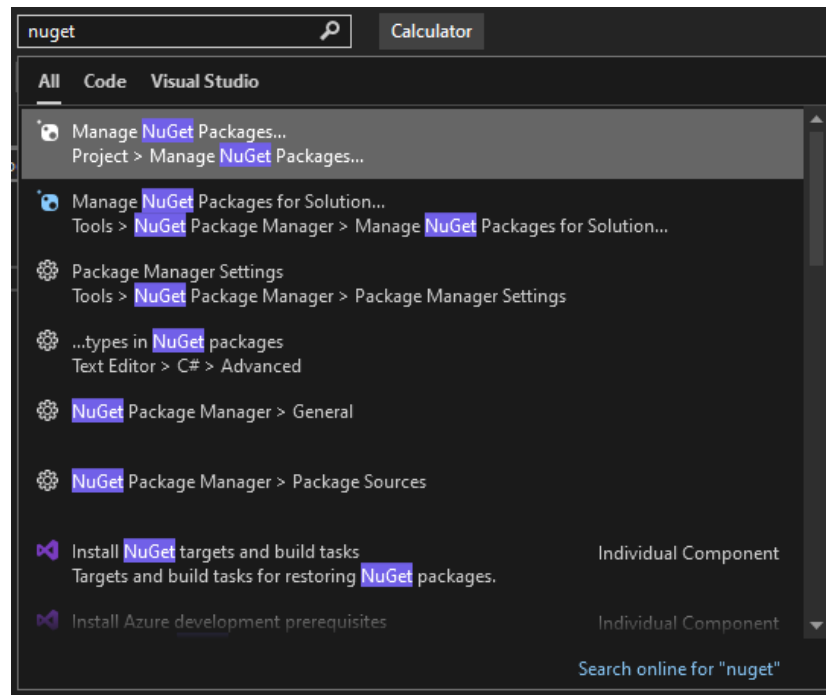 nuget
Calculator
All Code Visual Studio
Manage NuGet Packages...
Project > Manage NuGet Packages...
Manage NuGet Packages for Solution...
Tools > NuGet Package Manager > Manage NuGet Packages for Solution...
Package Manager Settings
Tools > NuGet Package Manager > Package Manager Settings
...types in NuGet packages
Text Editor > C# > Advanced
NuGet Package Manager > General
NuGet Package Manager > Package Sources
Install NuGet targets and build tasks Individual Component
Targets and build tasks for restoring NuGet packages.
Install Azure development prerequisites Individual Component
Search online for "nuget"